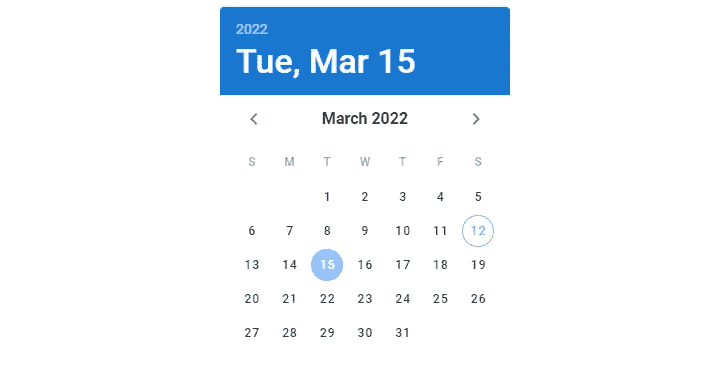 2022
Tue, Mar 15
March 2022
S M T W T F S
1 2 3 4 5
6 7 8 9 10 11 12
13 14 15 16 17 18 19
20 21 22 23 24 25 26
27 28 29 30 31